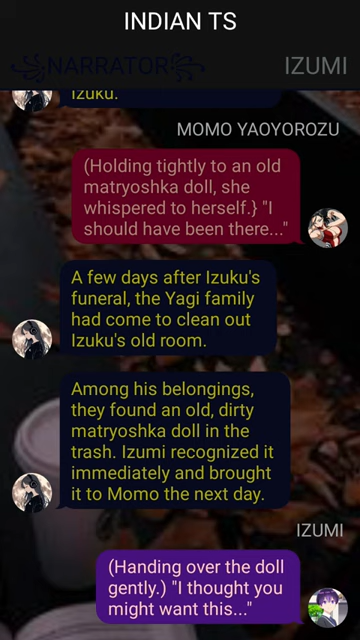 INDIAN TS
꧁NARRATOR꧂
IZUMI
Izuku.
MOMO YAOYOROZU
(Holding tightly to an old
matryoshka doll, she
whispered to herself.} "I
should have been there..."
A few days after Izuku's
funeral, the Yagi family
had come to clean out
Izuku's old room.
Among his belongings,
they found an old, dirty
matryoshka doll in the
trash. Izumi recognized it
immediately and brought
it to Momo the next day.
IZUMI
(Handing over the doll
gently.) "I thought you
might want this..."